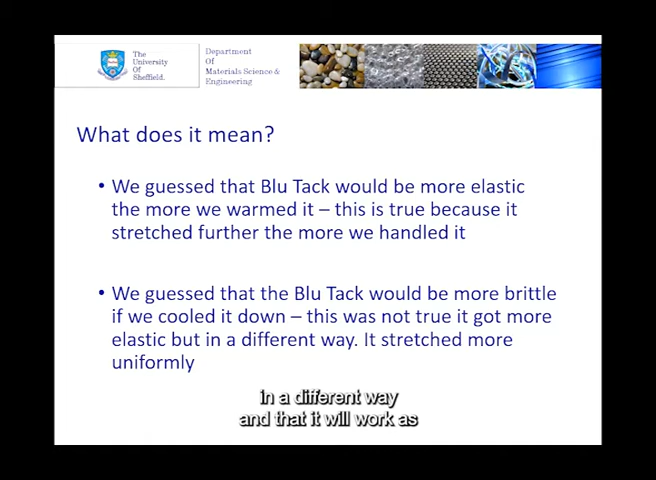 The
University
Of
Sheffield.
Department
Of
Materials Science &
Engineering
What does it mean?
• We guessed that Blu Tack would be more elastic
the more we warmed it – this is true because it
stretched further the more we handled it
• We guessed that the Blu Tack would be more brittle
if we cooled it down – this was not true it got more
elastic but in a different way. It stretched more
uniformly
in a different way
and that it will work as